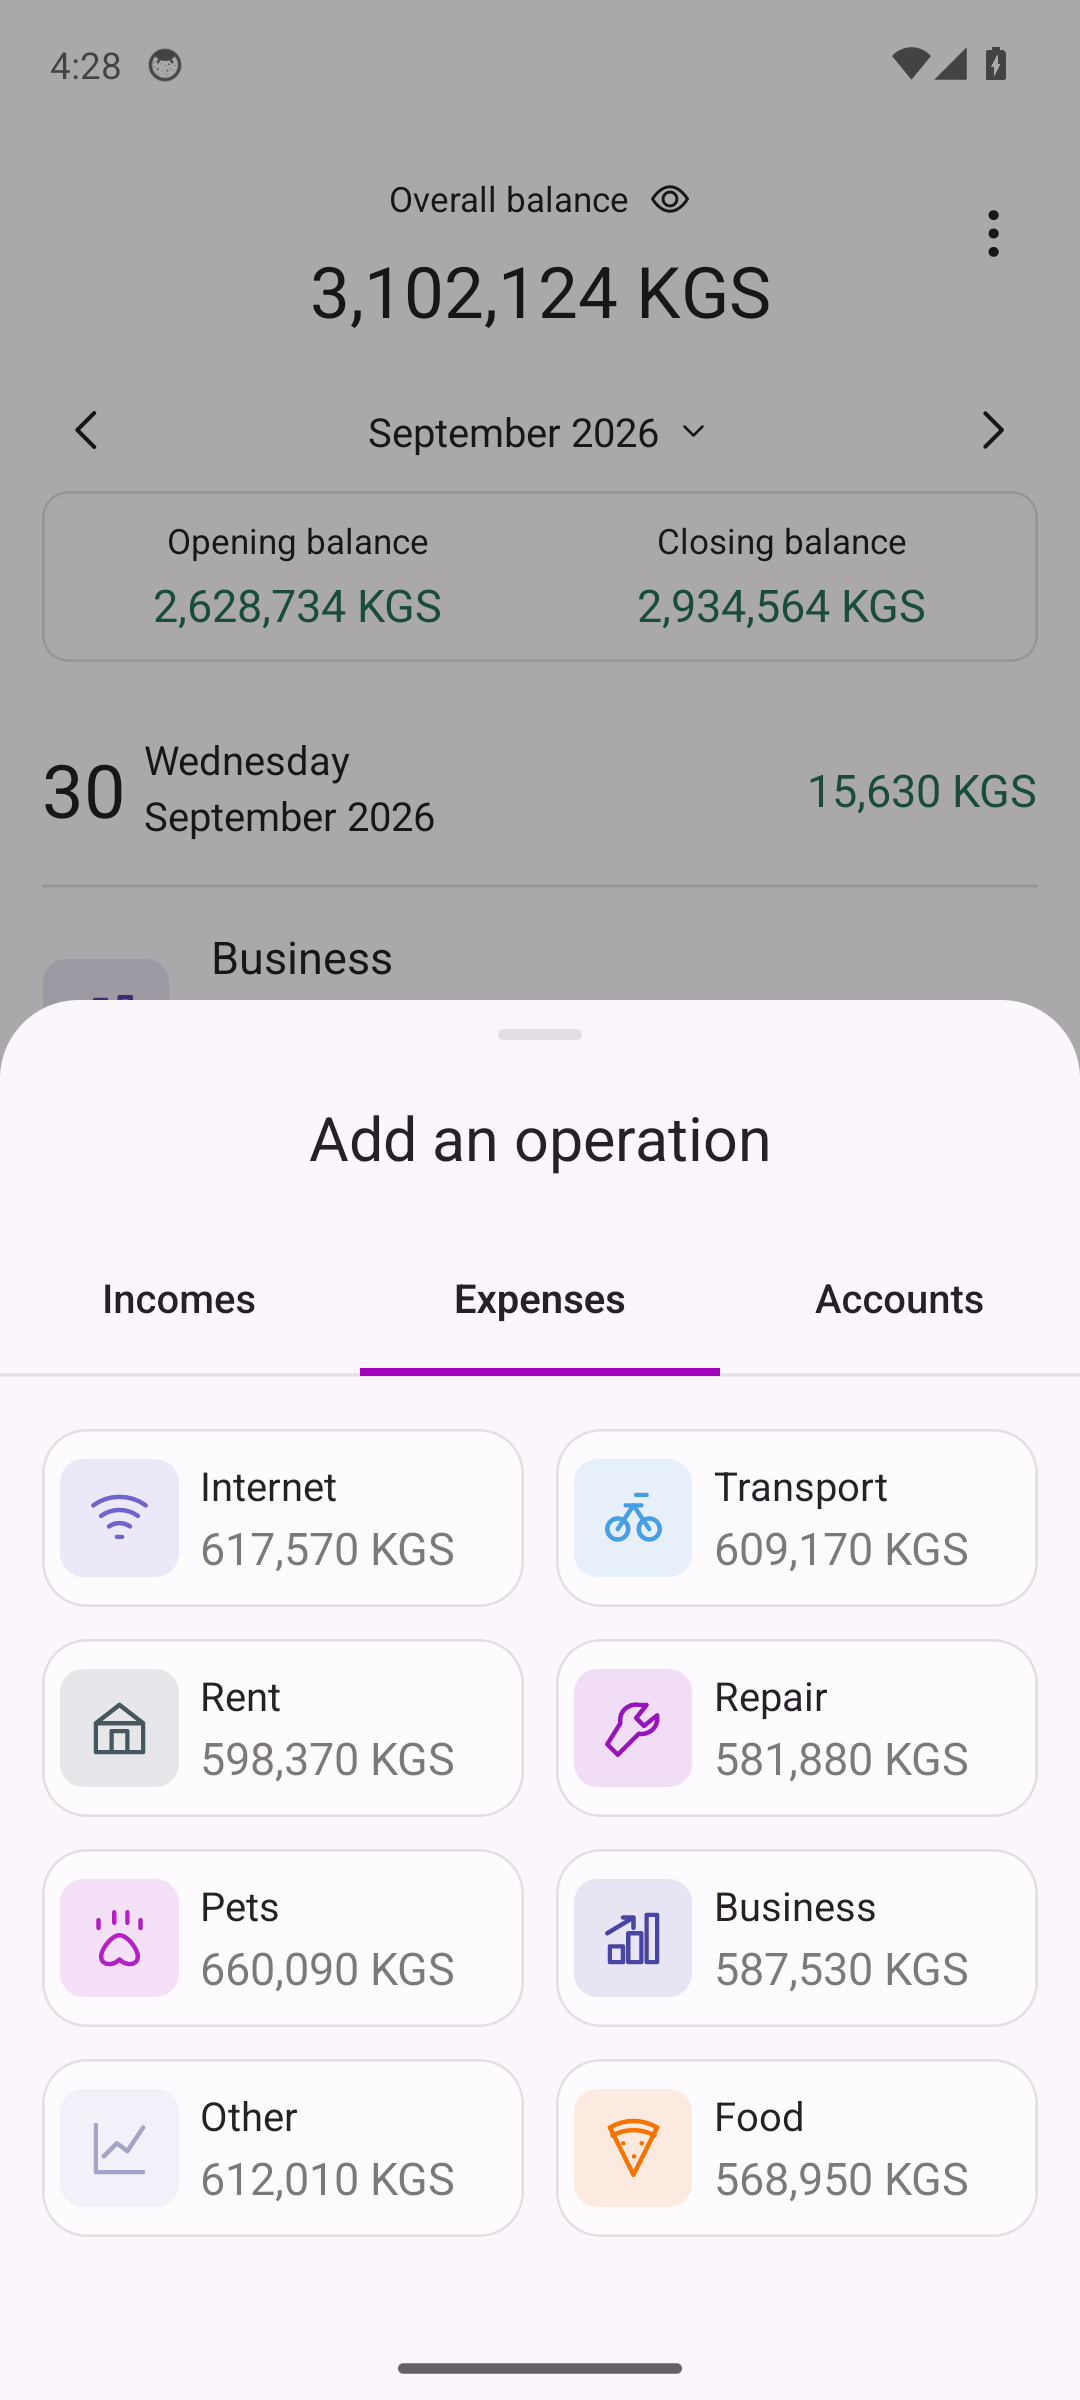 4:28
Overall balance
3,102,124 KGS
September 2026
Opening balance
Closing balance
2,628,734 KGS
2,934,564 KGS
30
Wednesday
September 2026
15,630 KGS
Business
Add an operation
Incomes
Expenses
Accounts
Internet
617,570 KGS
Transport
609,170 KGS
Rent
598,370 KGS
Repair
581,880 KGS
Pets
660,090 KGS
Business
587,530 KGS
Other
612,010 KGS
Food
568,950 KGS